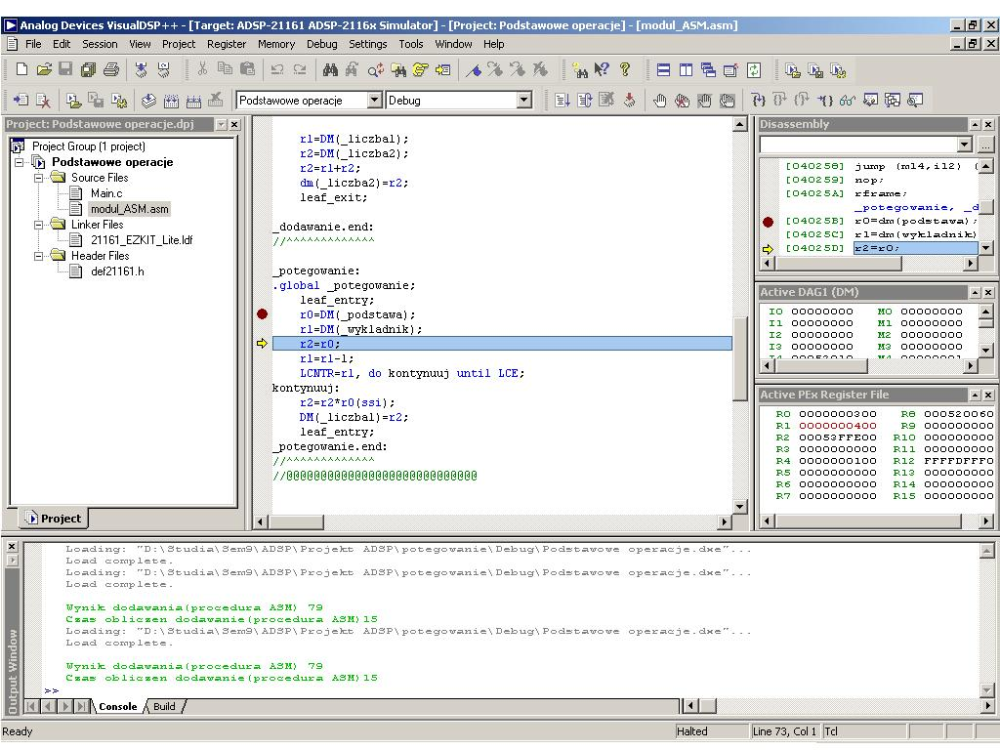 Analog Devices VisualDSP++ - [Target: ADSP-21161 ADSP-2116x Simulator] - [Project: Podstawowe operacje] - [modul_ASM.asm]
File Edit Session View Project Register Memory Debug Settings Tools Window Help
Podstawowe operacje Debug
Project: Podstawowe operacje.dpj
Project Group (1 project)
Podstawowe operacje
Source Files
Main.c
modul_ASM.asm
Linker Files
21161_EZKIT_Lite.ldf
Header Files
def21161.h
Project
r1=DM(_liczba1);
r2=DM(_liczba2);
r2=r1+r2;
dm(_liczba2)=r2;
leaf_exit;
_dodawanie.end:
//^^^^^^^^^^^^^
_potegowanie:
.global _potegowanie;
leaf_entry;
r0=DM(_podstawa);
r1=DM(_wykladnik);
r2=r0;
r1=r1-1;
LCNTR=r1, do kontynuuj until LCE;
kontynuuj:
r2=r2*r0(ssi);
DM(_liczba1)=r2;
leaf_entry;
_potegowanie.end:
//^^^^^^^^^^^^^
//@@@@@@@@@@@@@@@@@@@@@@@@@@@@
Disassembly
...
[040258] jump (m14,i12) (
[040259] nop;
[04025A] rframe;
_potegowanie, _d
[04025B] r0=dm(podstawa);
[04025C] r1=dm(wykladnik)
[04025D] r2=r0;
Active DAG1 (DM)
I0 00000000 M0 00000000
I1 00000000 M1 00000000
I2 00000000 M2 00000000
I3 00000000 M3 00000000
Active PEx Register File
R0 0000000300 R8 000520060
R1 0000000400 R9 000000000
R2 00053FFE00 R10 000000000
R3 0000000000 R11 000000000
R4 0000000100 R12 FFFFDFFF0
R5 0000000000 R13 000000000
R6 0000000000 R14 000000000
R7 0000000000 R15 000000000
Loading: "D:\Studia\Sem9\ADSP\Projekt ADSP\potegowanie\Debug\Podstawowe operacje.dxe"...
Load complete.
Loading: "D:\Studia\Sem9\ADSP\Projekt ADSP\potegowanie\Debug\Podstawowe operacje.dxe"...
Load complete.
Wynik dodawania(procedura ASM) 79
Czas obliczen dodawanie(procedura ASM)15
Loading: "D:\Studia\Sem9\ADSP\Projekt ADSP\potegowanie\Debug\Podstawowe operacje.dxe"...
Load complete.
Wynik dodawania(procedura ASM) 79
Czas obliczen dodawanie(procedura ASM)15
>>
Output Window
Console Build
Ready Halted Line 73, Col 1 Tcl